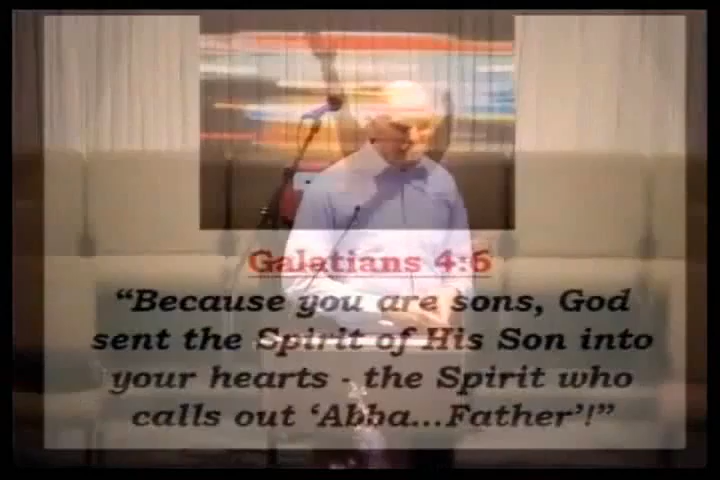 Galatians 4:6
“Because you are sons, God
sent the Spirit of His Son into
your hearts - the Spirit who
calls out ‘Abba...Father’!”